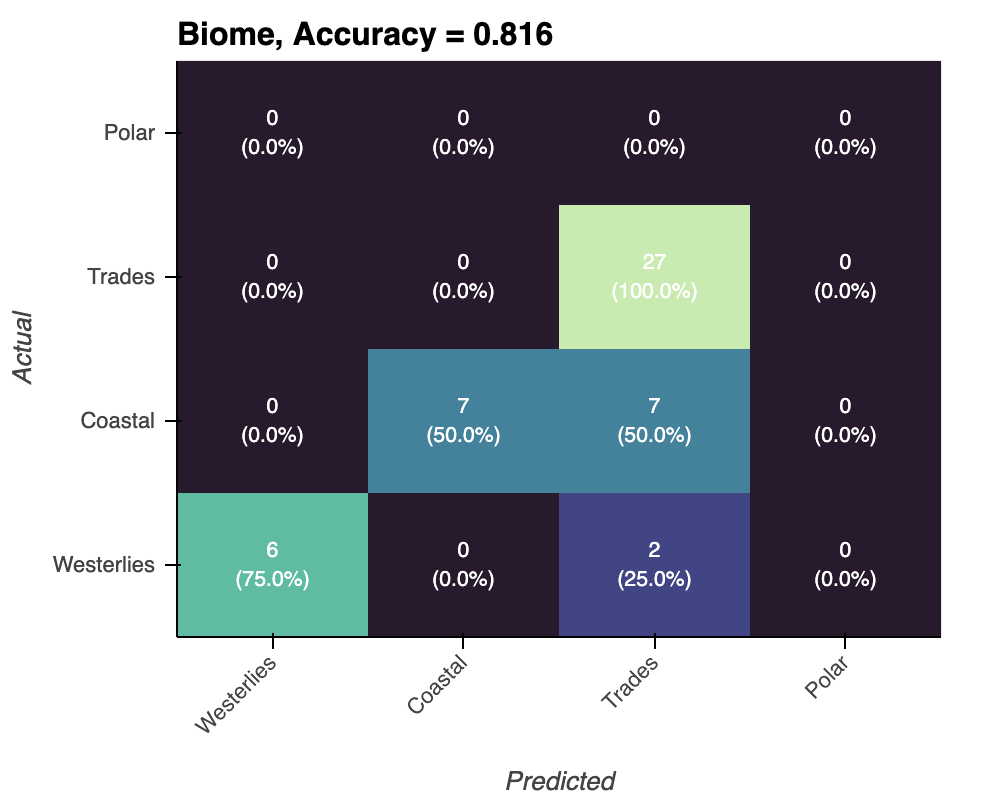 Biome, Accuracy = 0.816
Actual
Polar
0 0 0 0
(0.0%) (0.0%) (0.0%) (0.0%)
Trades
0 0 27 0
(0.0%) (0.0%) (100.0%) (0.0%)
Coastal
0 7 7 0
(0.0%) (50.0%) (50.0%) (0.0%)
Westerlies
6 0 2 0
(75.0%) (0.0%) (25.0%) (0.0%)
Westerlies Coastal Trades Polar
Predicted